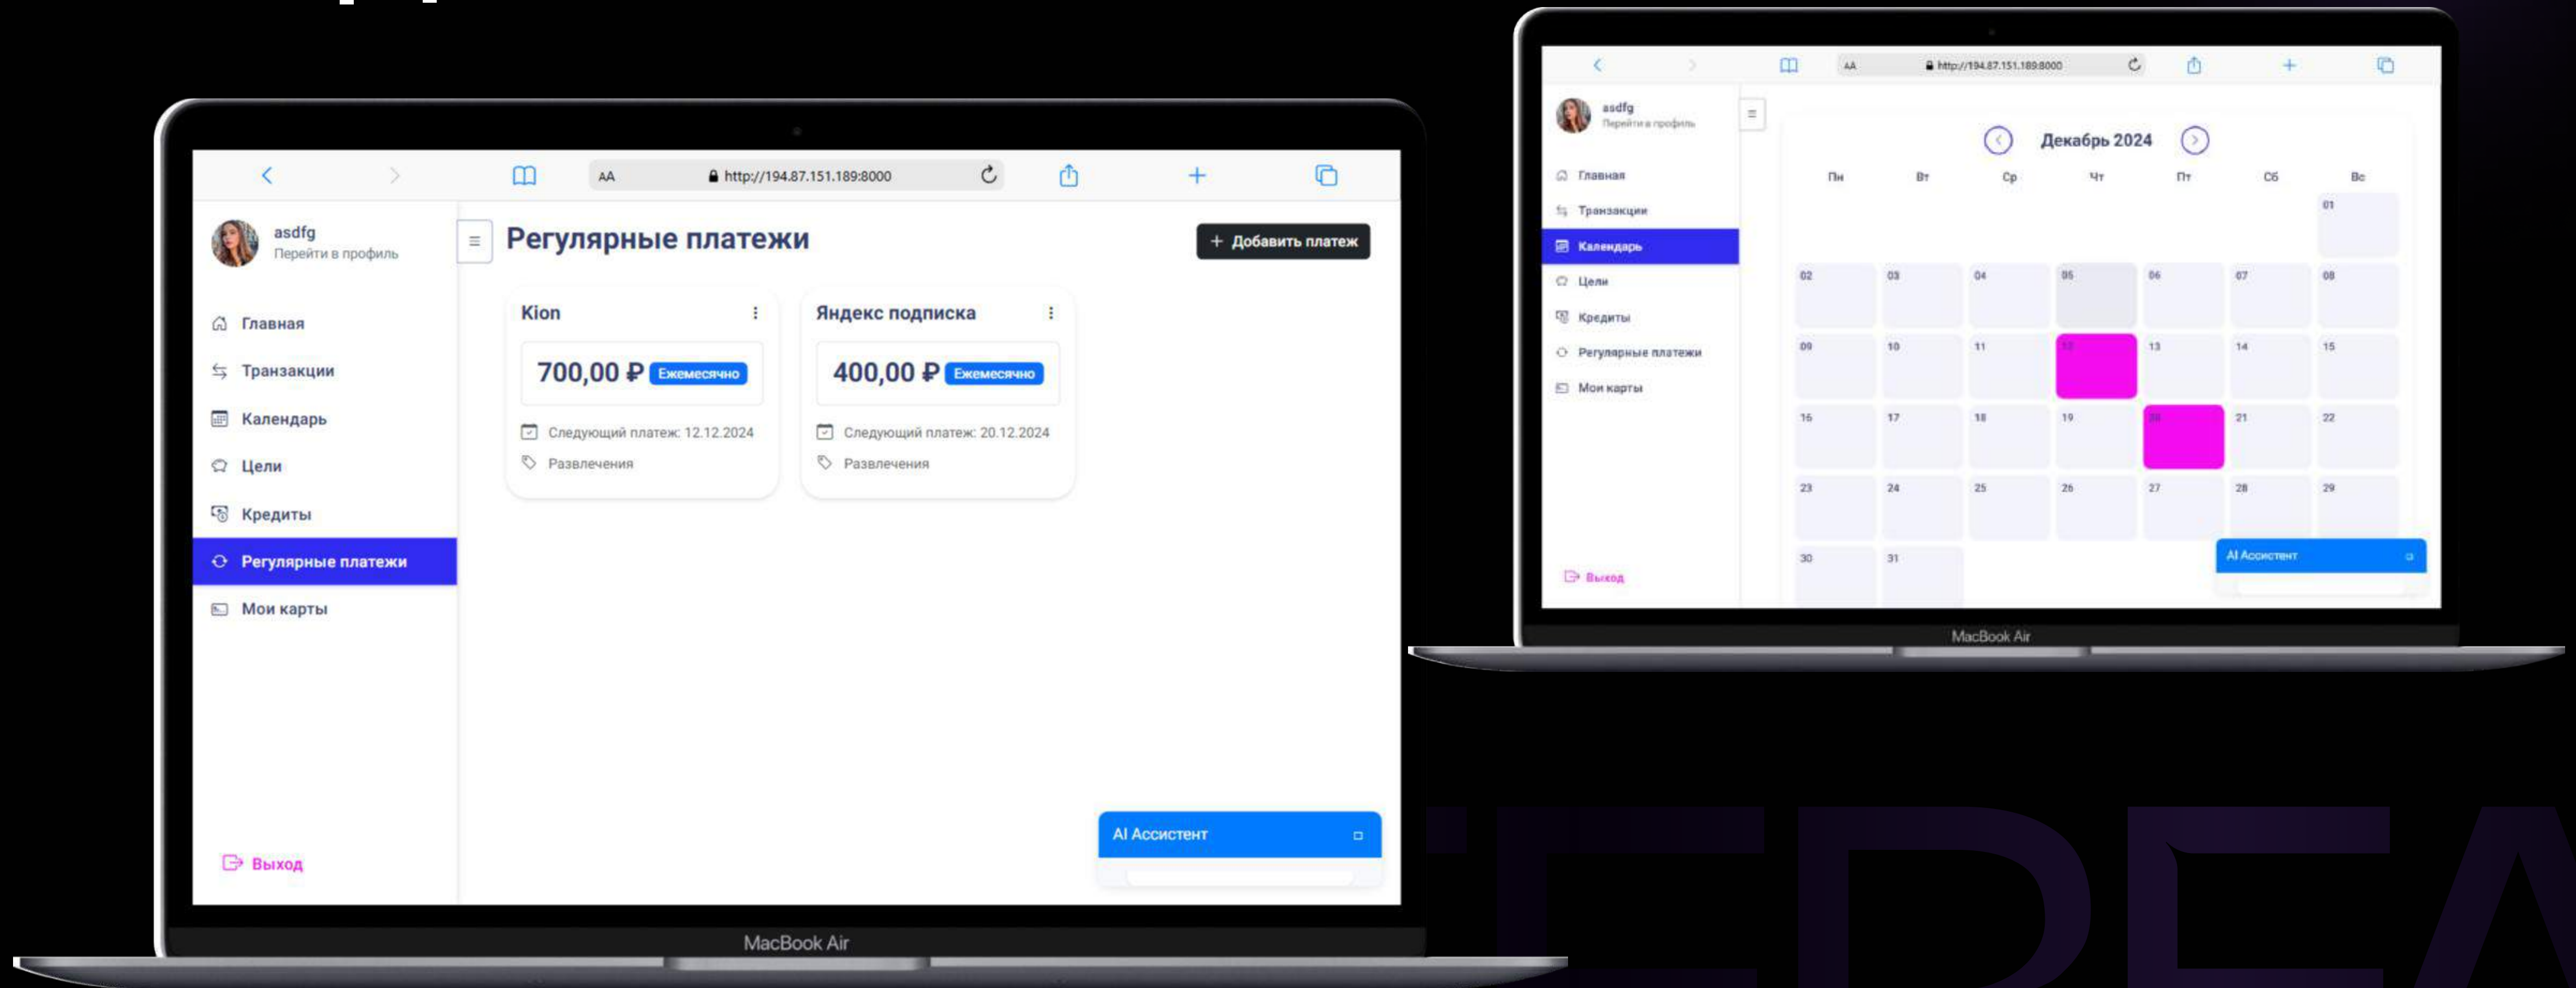 AA
http://194.87.151.189:8000
asdfg
Перейти в профиль
Главная
Транзакции
Календарь
Цели
Кредиты
Регулярные платежи
Мои карты
Выход
Регулярные платежи
+ Добавить платеж
Kion
700,00 ₽ Ежемесячно
Следующий платеж: 12.12.2024
Развлечения
Яндекс подписка
400,00 ₽ Ежемесячно
Следующий платеж: 20.12.2024
Развлечения
AI Ассистент
MacBook Air
AA
http://194.87.151.189:8000
asdfg
Перейти в профиль
Главная
Транзакции
Календарь
Цели
Кредиты
Регулярные платежи
Мои карты
Выход
Декабрь 2024
Пн Вт Ср Чт Пт Сб Вс
01
02 03 04 05 06 07 08
09 10 11 12 13 14 15
16 17 18 19 20 21 22
23 24 25 26 27 28 29
30 31
AI Ассистент
MacBook Air